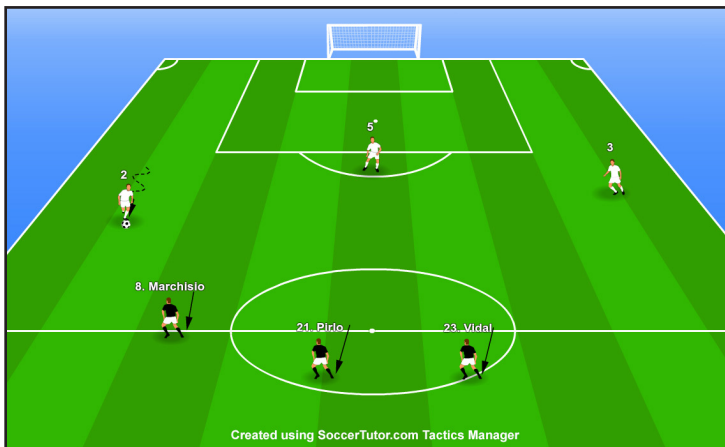 5
3
2
8. Marchisio
21. Pirlo
23. Vidal
Created using SoccerTutor.com Tactics Manager